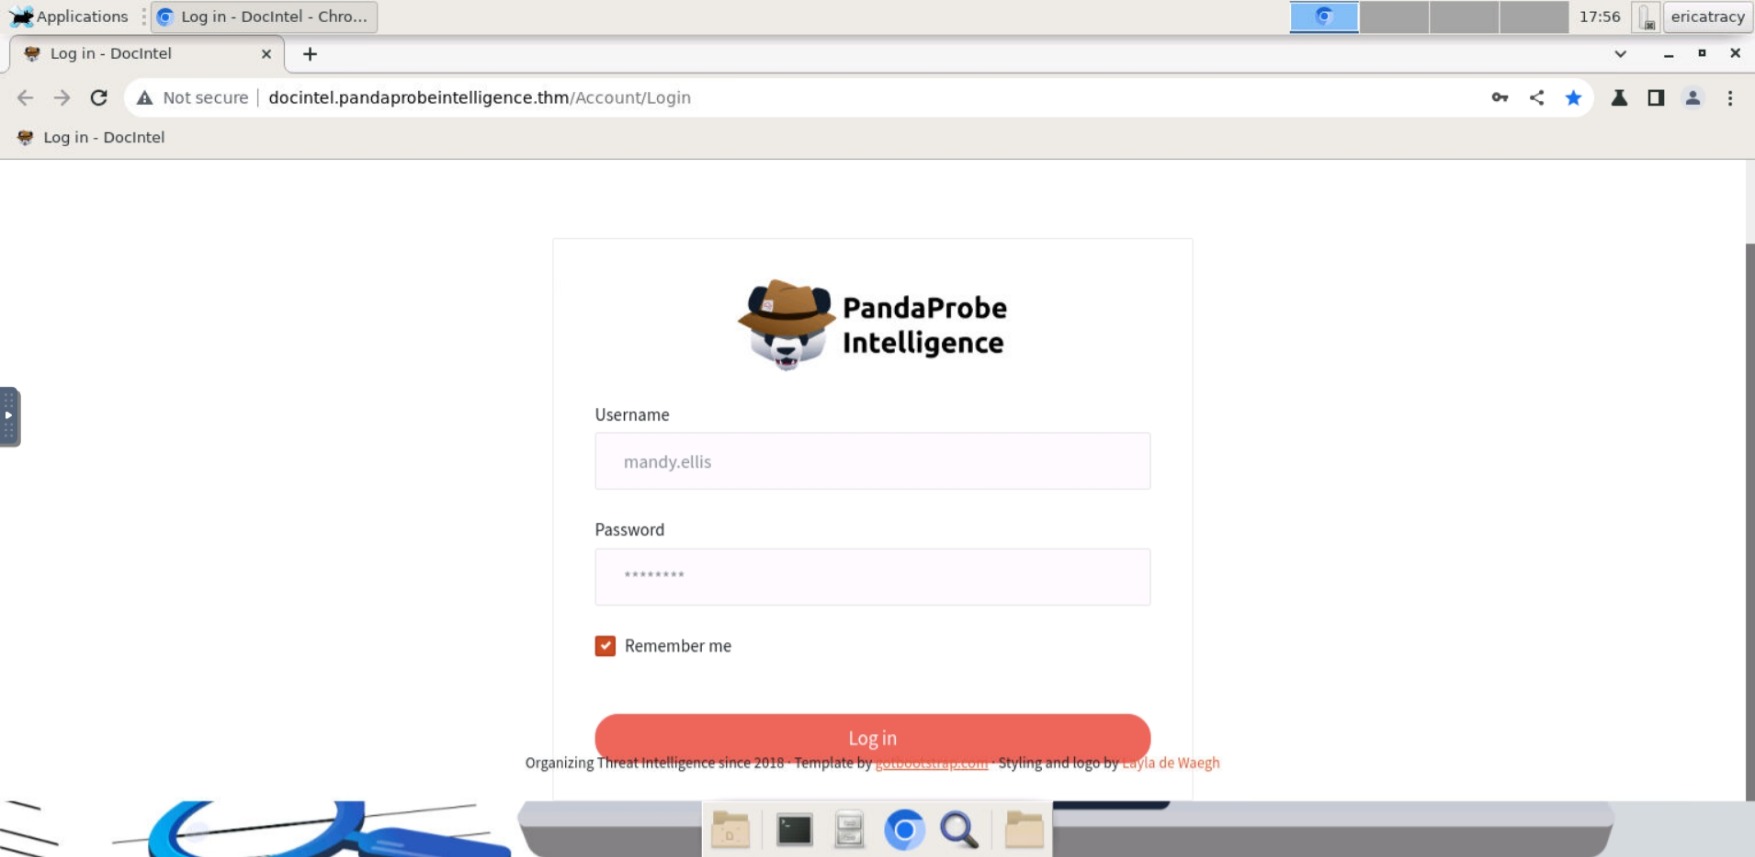 Applications
Log in - DocIntel - Chro...
17:56
ericatracy
Log in - DocIntel
Not secure
docintel.pandaprobeintelligence.thm/Account/Login
Log in - DocIntel
PandaProbe
Intelligence
Username
mandy.ellis
Password
********
Remember me
Log in
Organizing Threat Intelligence since 2018 · Template by gotbootstrap.com · Styling and logo by Layla de Waegh